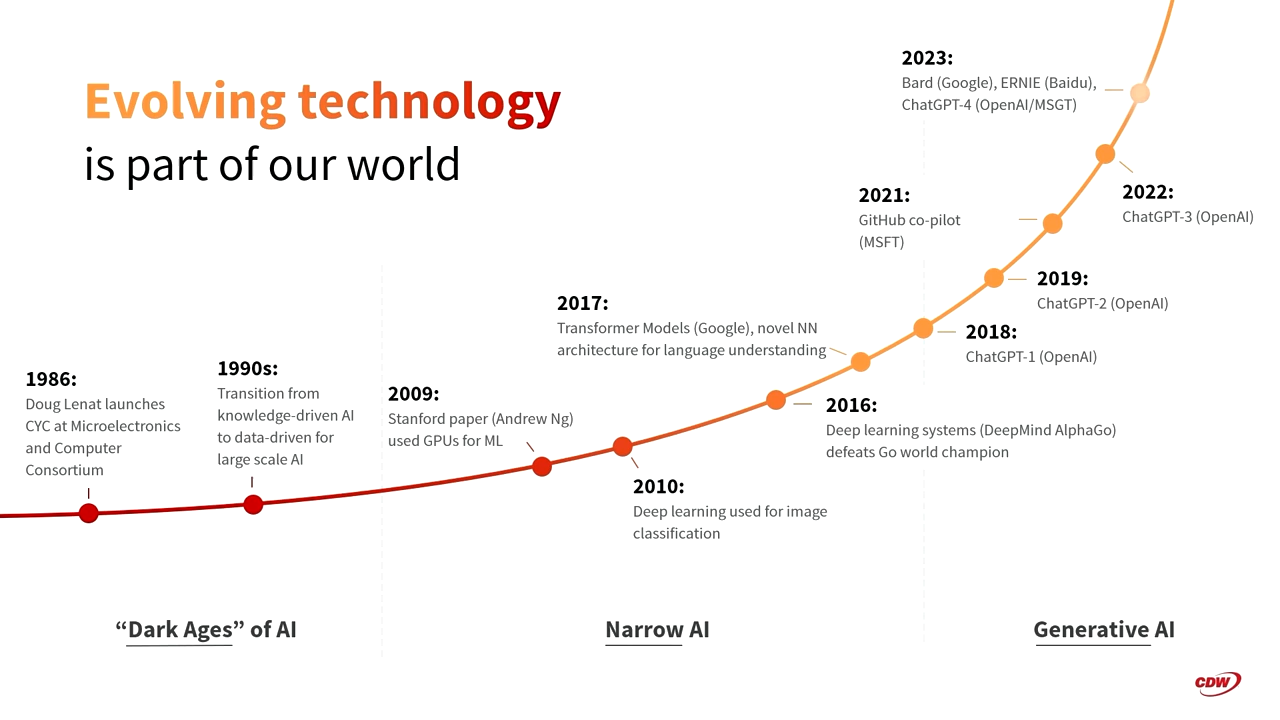 Evolving technology
is part of our world
1986:
Doug Lenat launches
CYC at Microelectronics
and Computer
Consortium
1990s:
Transition from
knowledge-driven AI
to data-driven for
large scale AI
2009:
Stanford paper (Andrew Ng)
used GPUs for ML
2010:
Deep learning used for image
classification
2016:
Deep learning systems (DeepMind AlphaGo)
defeats Go world champion
2017:
Transformer Models (Google), novel NN
architecture for language understanding
2018:
ChatGPT-1 (OpenAI)
2019:
ChatGPT-2 (OpenAI)
2021:
GitHub co-pilot
(MSFT)
2022:
ChatGPT-3 (OpenAI)
2023:
Bard (Google), ERNIE (Baidu),
ChatGPT-4 (OpenAI/MSGT)
“Dark Ages” of AI
Narrow AI
Generative AI
CDW